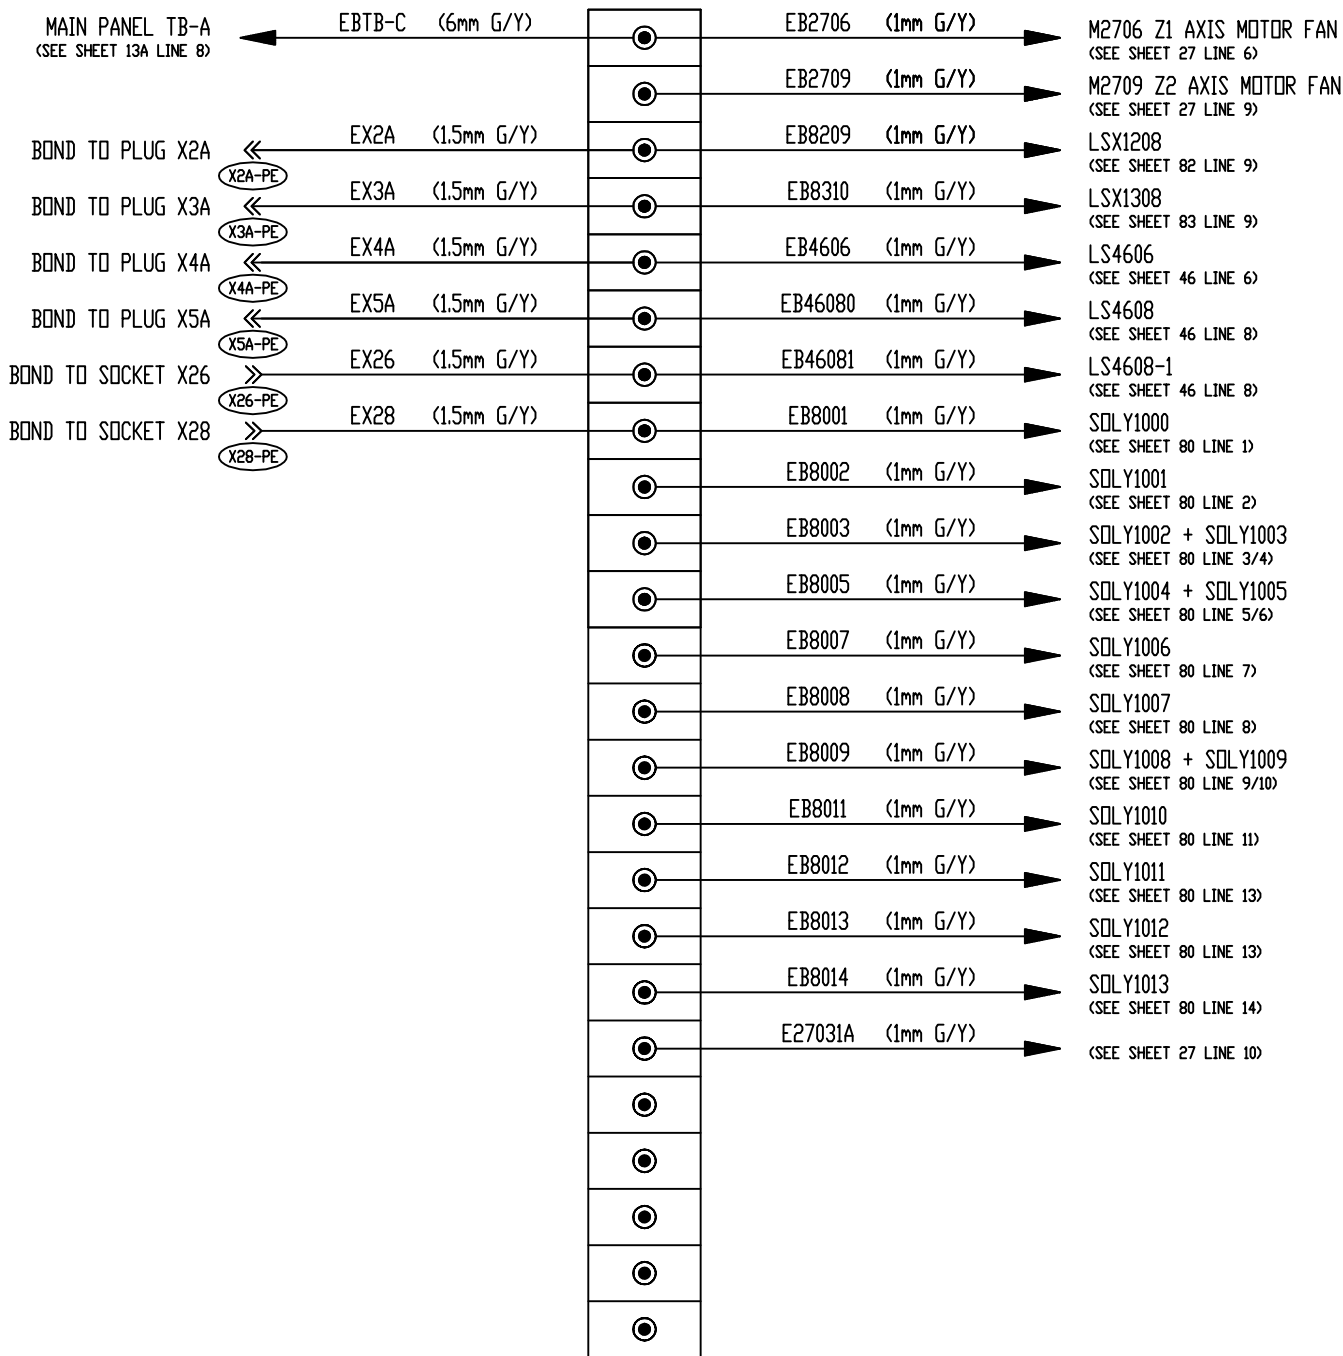 MAIN PANEL TB-A EBTB-C (6mm G/Y) EB2706 (1mm G/Y) M2706 Z1 AXIS MOTOR FAN
(SEE SHEET 13A LINE 8) (SEE SHEET 27 LINE 6)
EB2709 (1mm G/Y) M2709 Z2 AXIS MOTOR FAN
(SEE SHEET 27 LINE 9)
BOND TO PLUG X2A EX2A (1.5mm G/Y) EB8209 (1mm G/Y) LSX1208
X2A-PE (SEE SHEET 82 LINE 9)
BOND TO PLUG X3A EX3A (1.5mm G/Y) EB8310 (1mm G/Y) LSX1308
X3A-PE (SEE SHEET 83 LINE 9)
BOND TO PLUG X4A EX4A (1.5mm G/Y) EB4606 (1mm G/Y) LS4606
X4A-PE (SEE SHEET 46 LINE 6)
BOND TO PLUG X5A EX5A (1.5mm G/Y) EB46080 (1mm G/Y) LS4608
X5A-PE (SEE SHEET 46 LINE 8)
BOND TO SOCKET X26 EX26 (1.5mm G/Y) EB46081 (1mm G/Y) LS4608-1
X26-PE (SEE SHEET 46 LINE 8)
BOND TO SOCKET X28 EX28 (1.5mm G/Y) EB8001 (1mm G/Y) SOLY1000
X28-PE (SEE SHEET 80 LINE 1)
EB8002 (1mm G/Y) SOLY1001
(SEE SHEET 80 LINE 2)
EB8003 (1mm G/Y) SOLY1002 + SOLY1003
(SEE SHEET 80 LINE 3/4)
EB8005 (1mm G/Y) SOLY1004 + SOLY1005
(SEE SHEET 80 LINE 5/6)
EB8007 (1mm G/Y) SOLY1006
(SEE SHEET 80 LINE 7)
EB8008 (1mm G/Y) SOLY1007
(SEE SHEET 80 LINE 8)
EB8009 (1mm G/Y) SOLY1008 + SOLY1009
(SEE SHEET 80 LINE 9/10)
EB8011 (1mm G/Y) SOLY1010
(SEE SHEET 80 LINE 11)
EB8012 (1mm G/Y) SOLY1011
(SEE SHEET 80 LINE 13)
EB8013 (1mm G/Y) SOLY1012
(SEE SHEET 80 LINE 13)
EB8014 (1mm G/Y) SOLY1013
(SEE SHEET 80 LINE 14)
E27031A (1mm G/Y) (SEE SHEET 27 LINE 10)